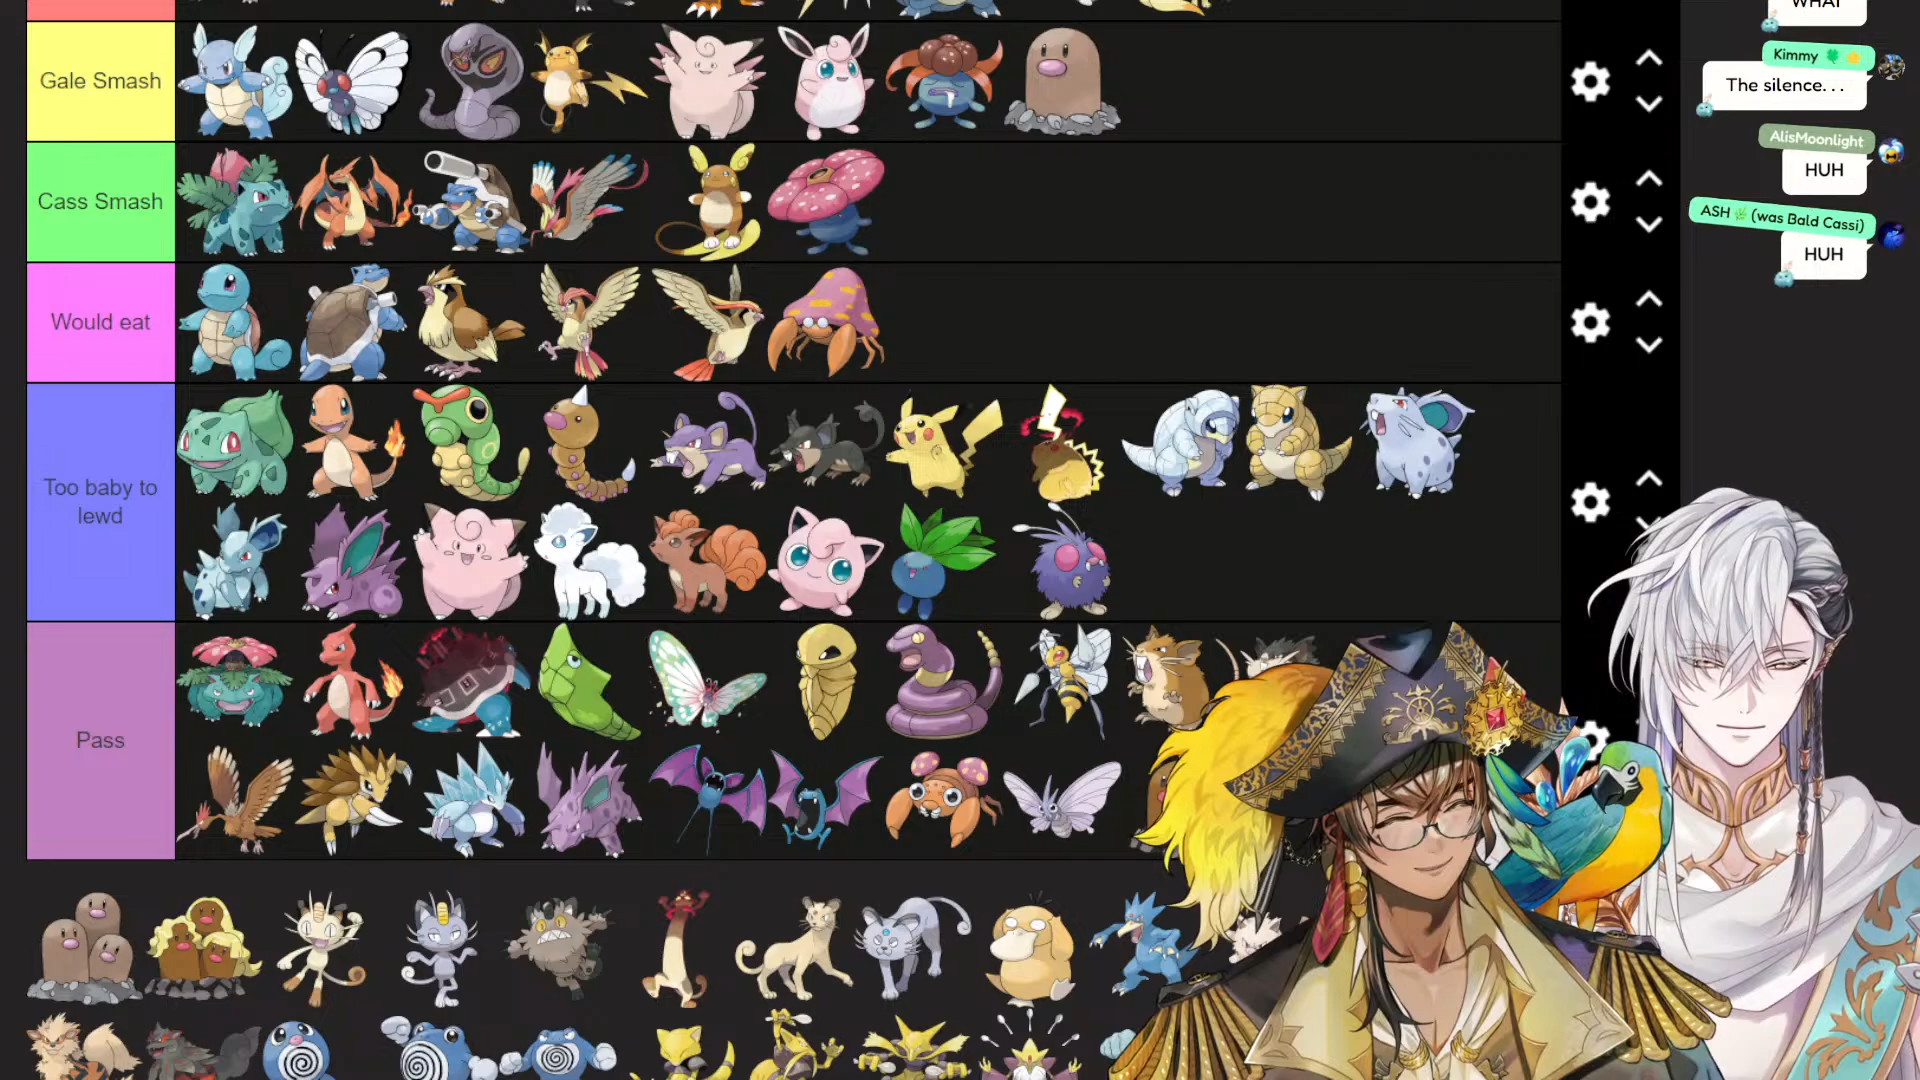 WHAT
Gale Smash
Kimmy
The silence. . .
AlisMoonlight
HUH
Cass Smash
ASH (was Bald Cassi)
HUH
Would eat
Too baby to
lewd
Pass